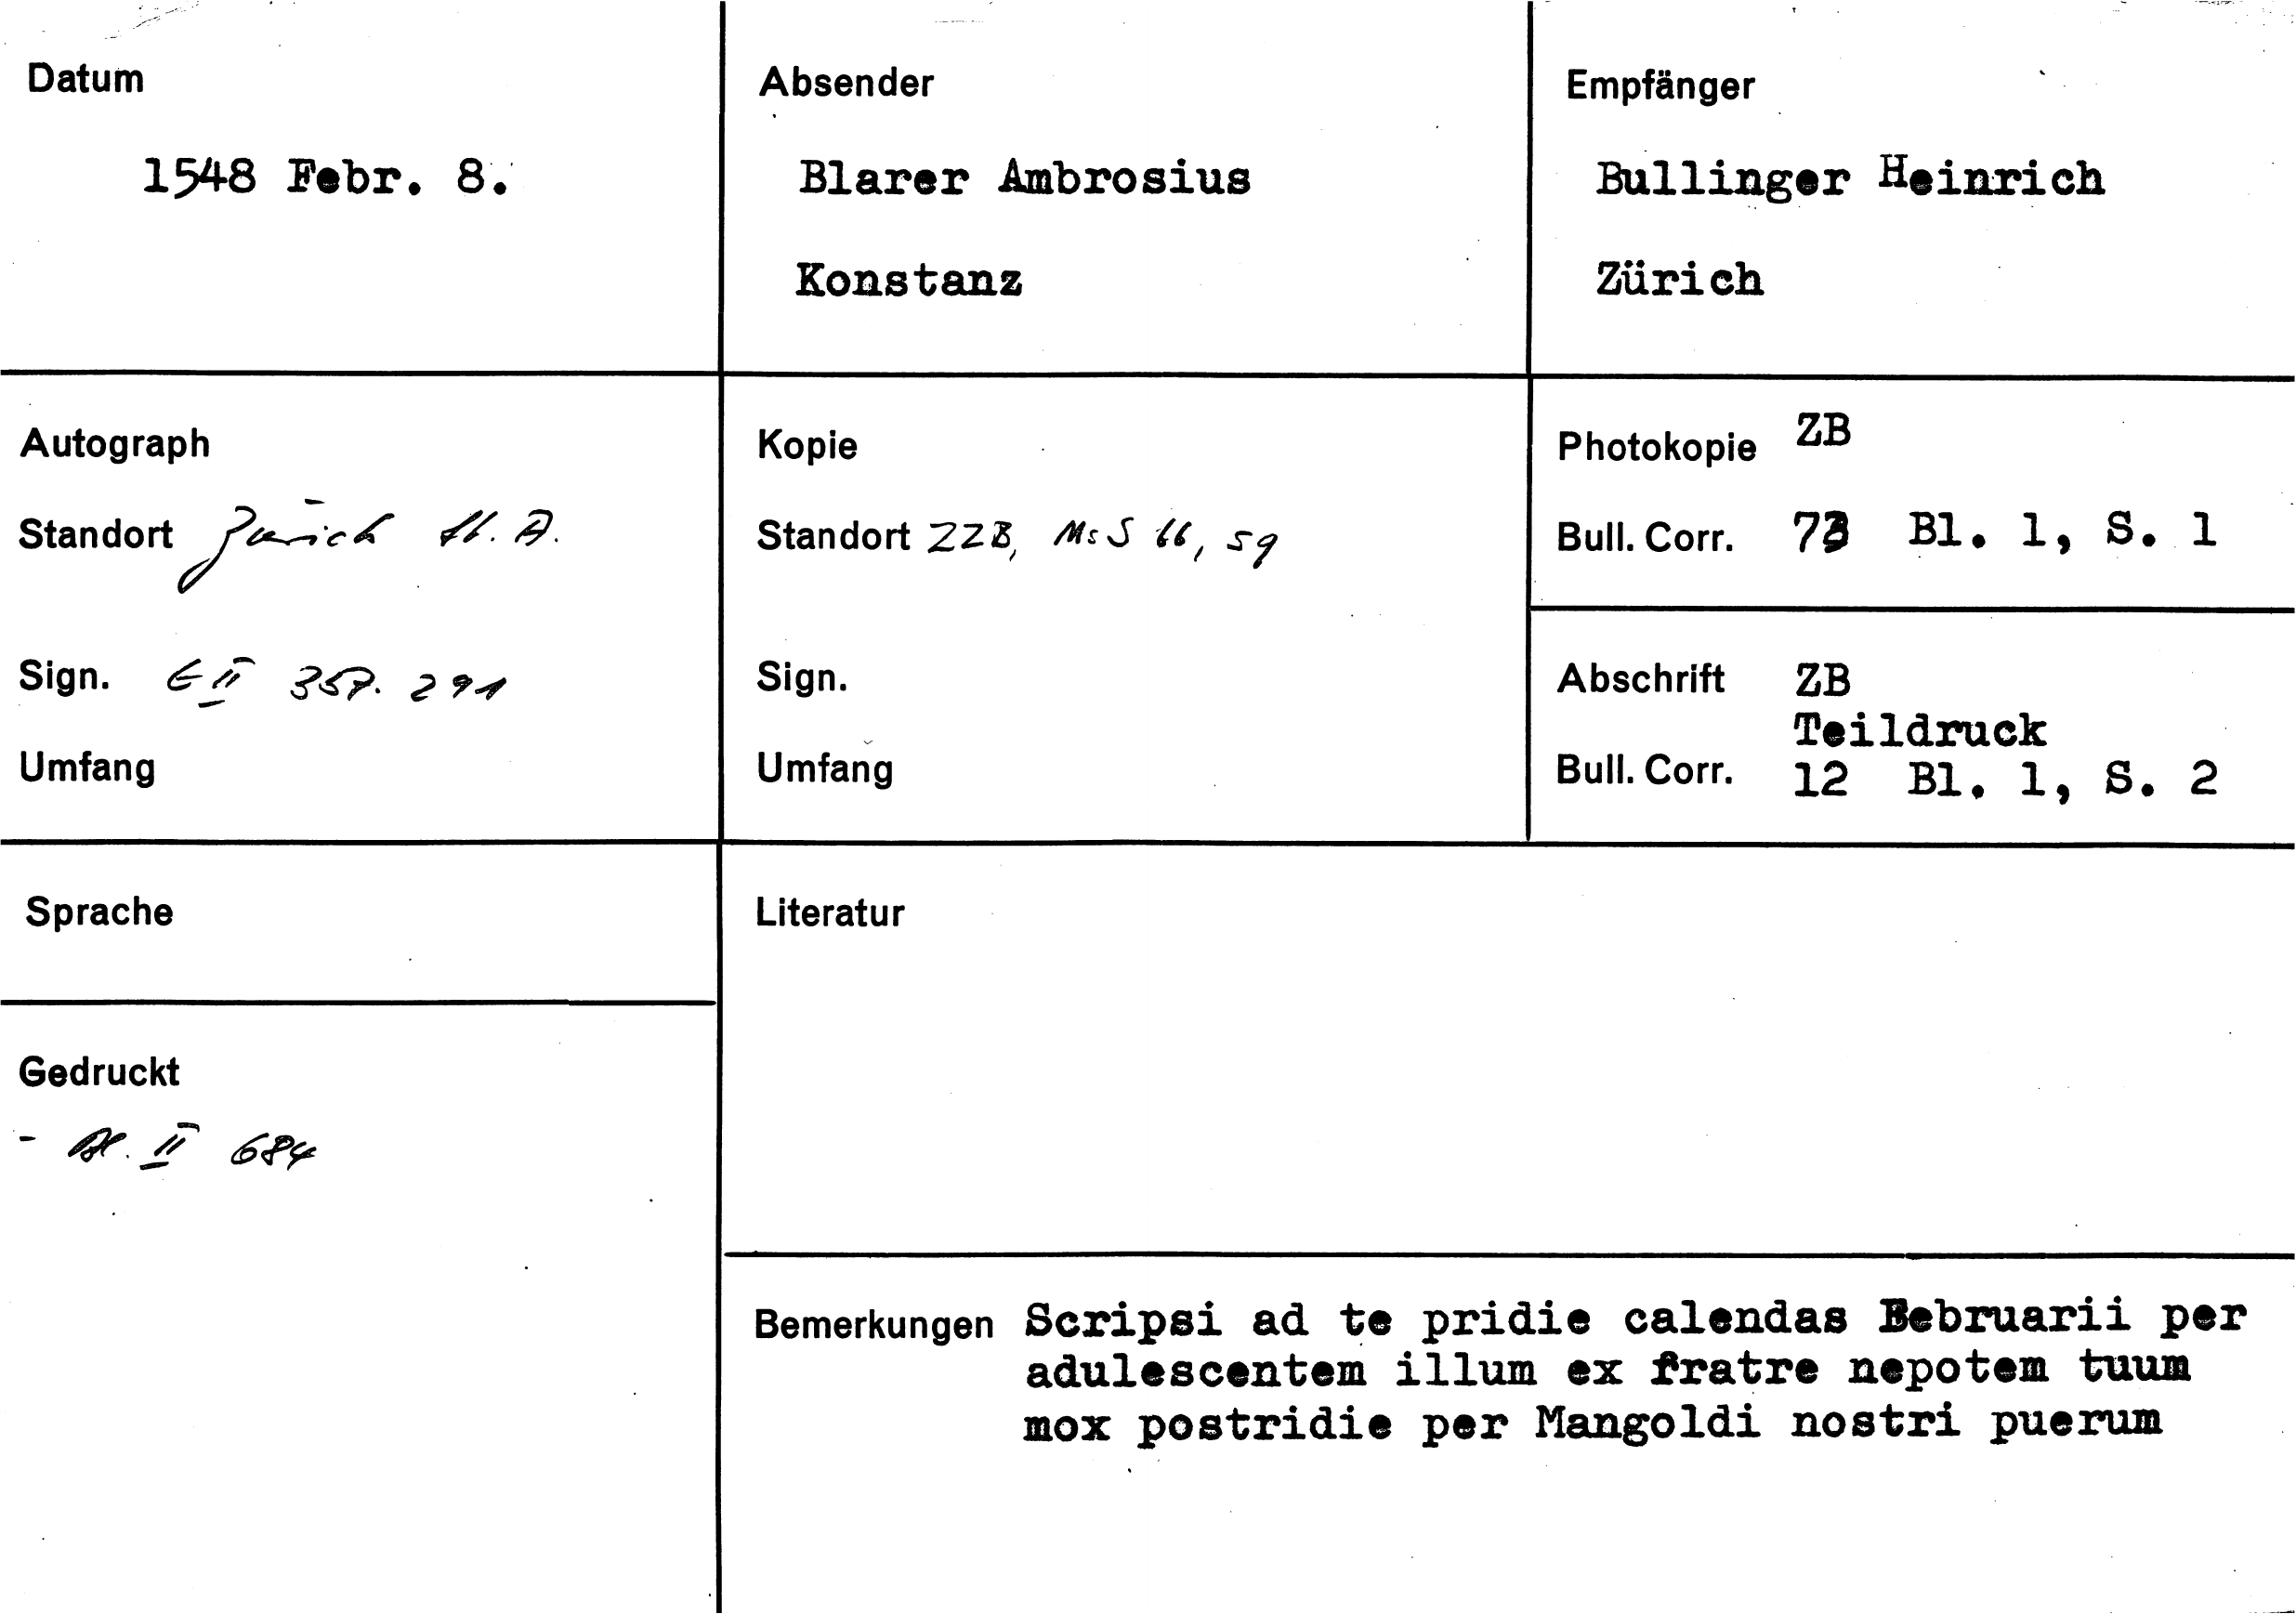 Datum
1548 Febr. 8.
Absender
Blarer Ambrosius
Konstanz
Empfänger
Bullinger Heinrich
Zürich
Autograph
Standort Zürich St. A.
Sign. E II 357. 291
Umfang
Kopie
Standort ZZB, Ms S 66, 59
Sign.
Umfang
Photokopie ZB
Bull. Corr. 73 Bl. 1, S. 1
Abschrift ZB
Teildruck
Bull. Corr. 12 Bl. 1, S. 2
Sprache
Gedruckt
- Bl. II 684
Literatur
Bemerkungen Scripsi ad te pridie calendas Februarii per
adulescentem illum ex fratre nepotem tuum
mox postridie per Mangoldi nostri puerum